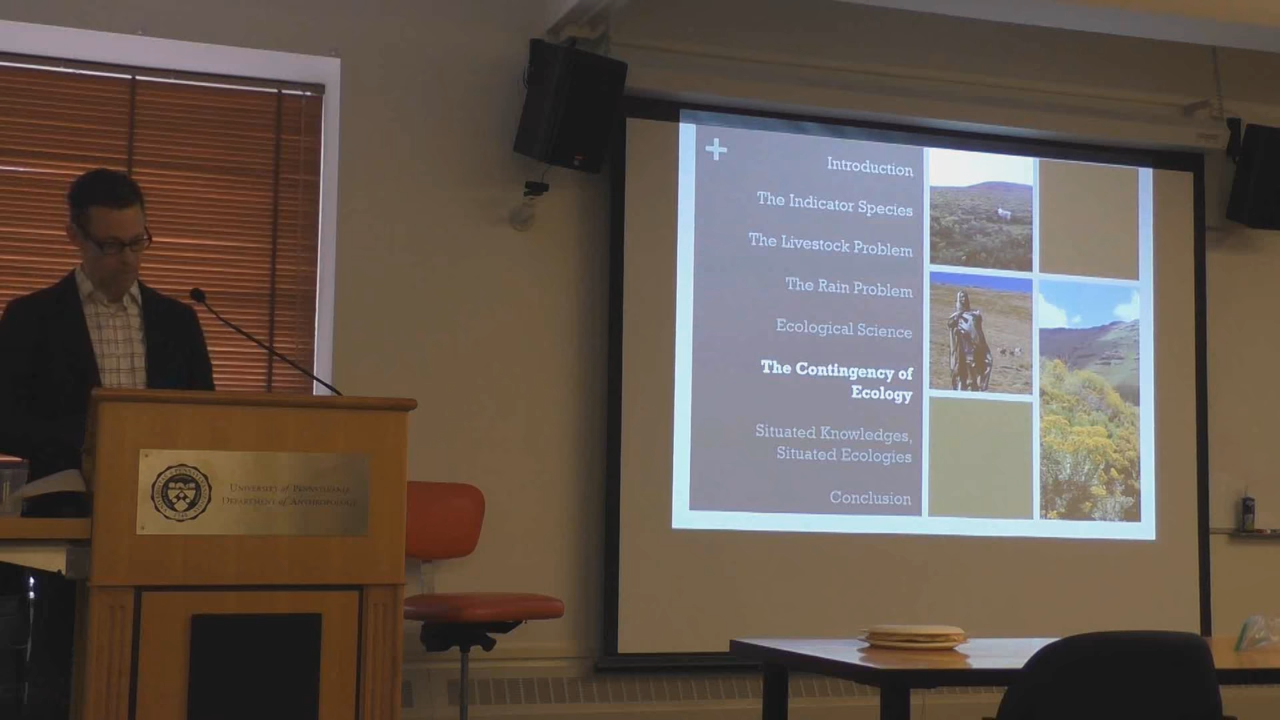 +
Introduction
The Indicator Species
The Livestock Problem
The Rain Problem
Ecological Science
The Contingency of
Ecology
Situated Knowledges,
Situated Ecologies
Conclusion
University of Pennsylvania
Department of Anthropology